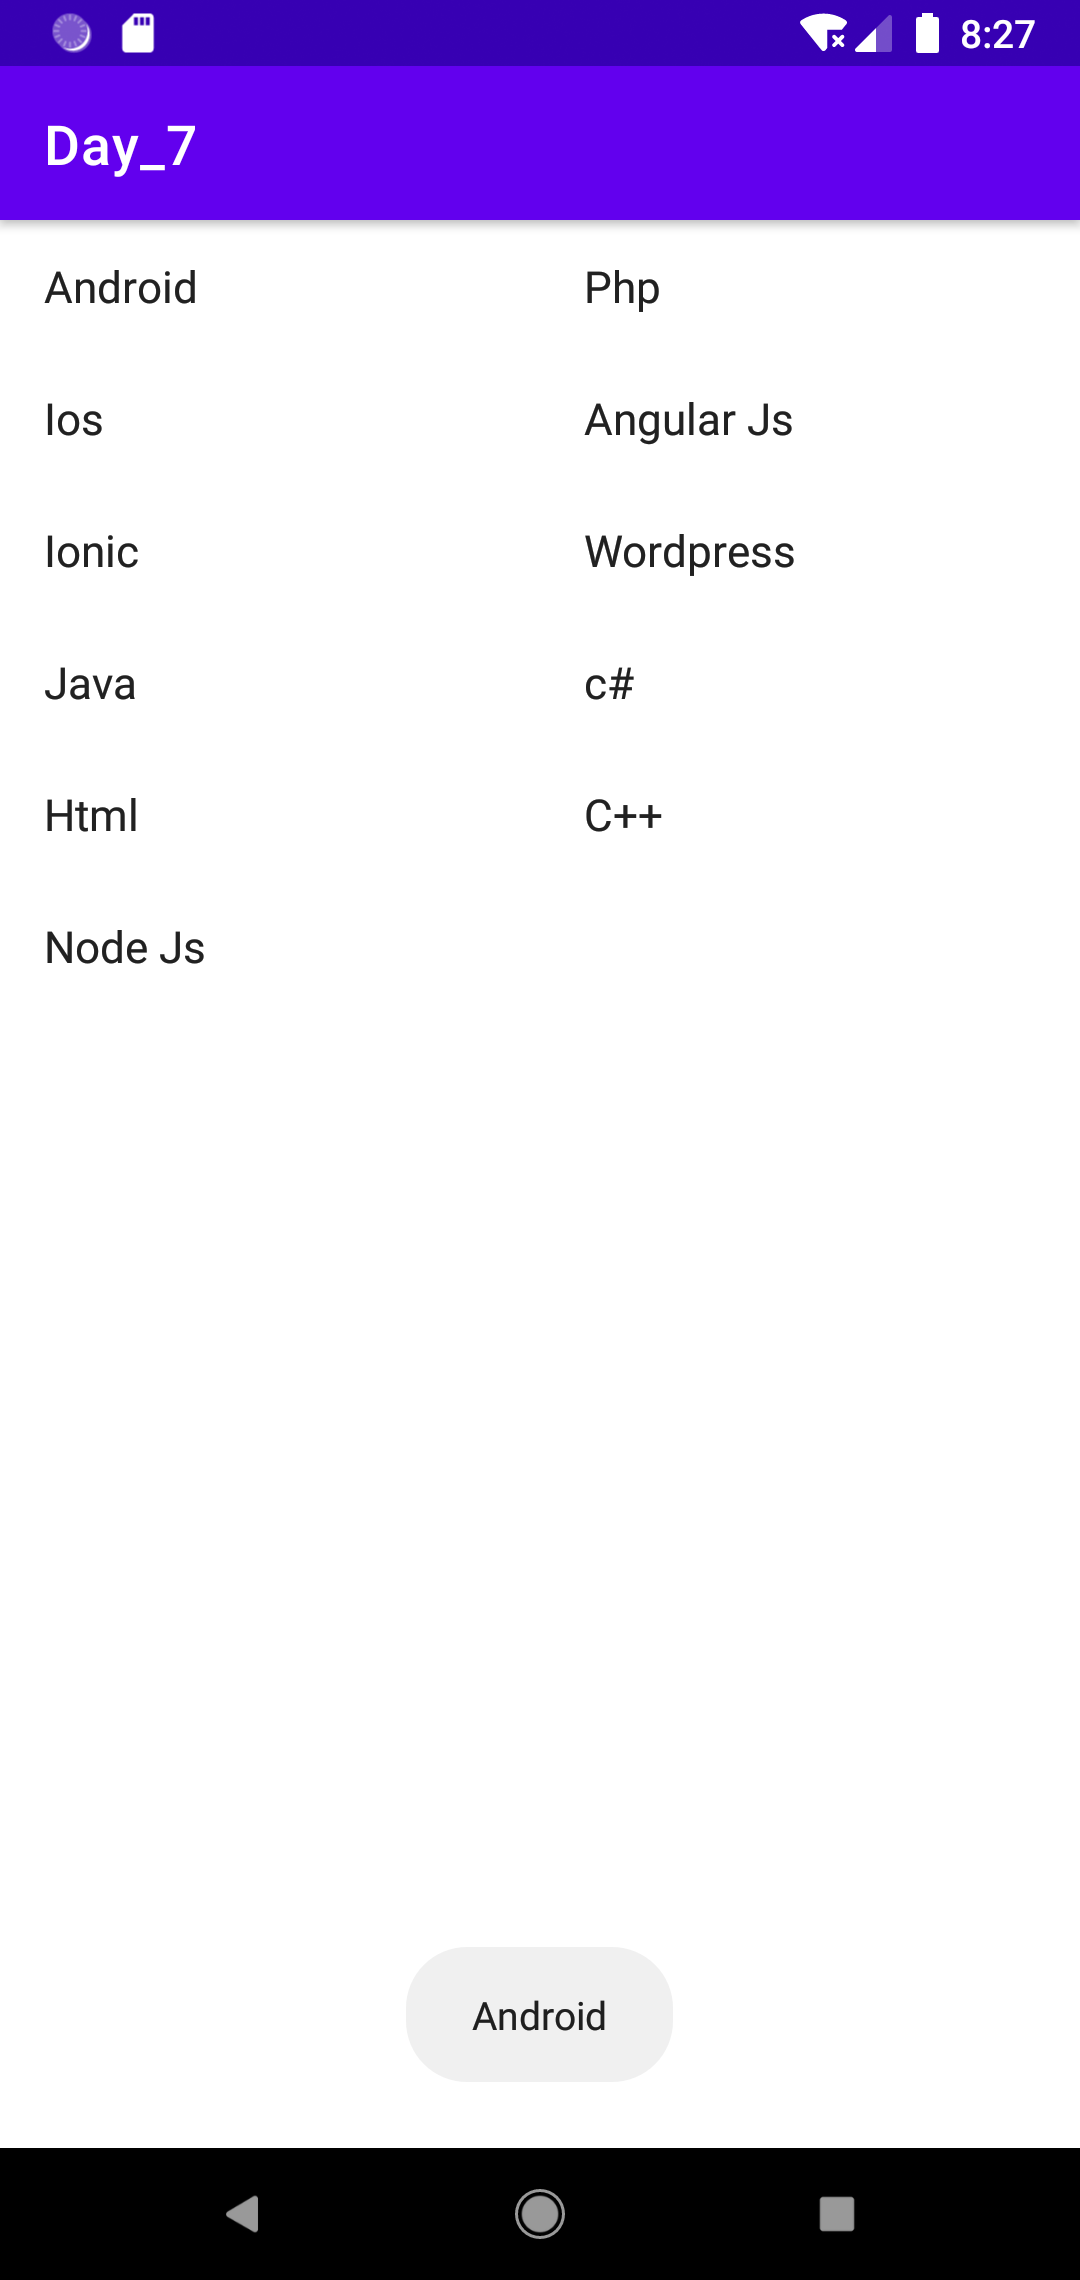 8:27
Day_7
Android
Php
Ios
Angular Js
Ionic
Wordpress
Java
c#
Html
C++
Node Js
Android